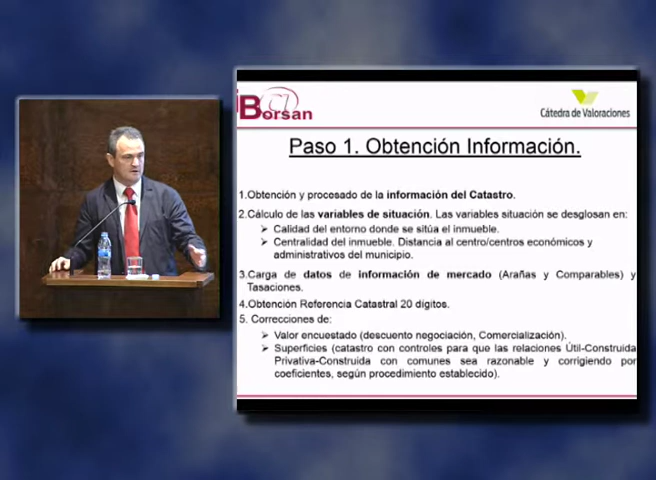 Borsan
Cátedra de Valoraciones
Paso 1. Obtención Información.
1.Obtención y procesado de la información del Catastro.
2.Cálculo de las variables de situación. Las variables situación se desglosan en:
➢ Calidad del entorno donde se sitúa el inmueble.
➢ Centralidad del inmueble. Distancia al centro/centros económicos y
administrativos del municipio.
3.Carga de datos de información de mercado (Arañas y Comparables) y
Tasaciones.
4.Obtención Referencia Catastral 20 dígitos.
5. Correcciones de:
➢ Valor encuestado (descuento negociación, Comercialización).
➢ Superficies (catastro con controles para que las relaciones Útil-Construida
Privativa-Construida con comunes sea razonable y corrigiendo por
coeficientes, según procedimiento establecido).